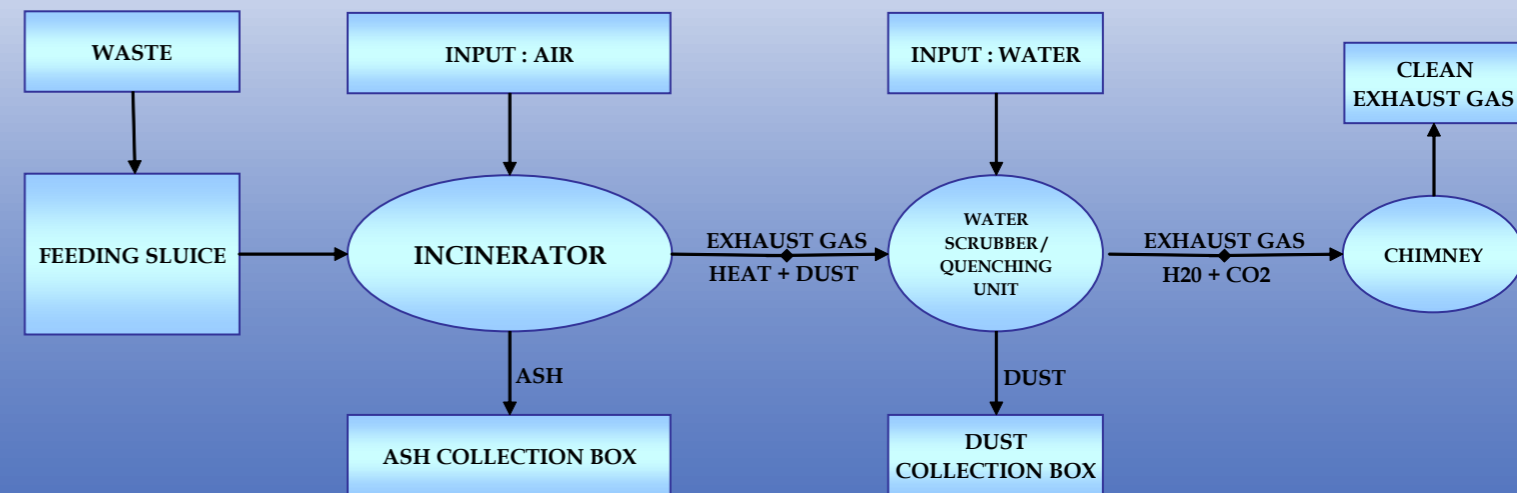 WASTE
INPUT : AIR
INPUT : WATER
CLEAN
EXHAUST GAS
FEEDING SLUICE
INCINERATOR
EXHAUST GAS
HEAT + DUST
WATER
SCRUBBER/
QUENCHING
UNIT
EXHAUST GAS
H20 + CO2
CHIMNEY
ASH
DUST
ASH COLLECTION BOX
DUST
COLLECTION BOX